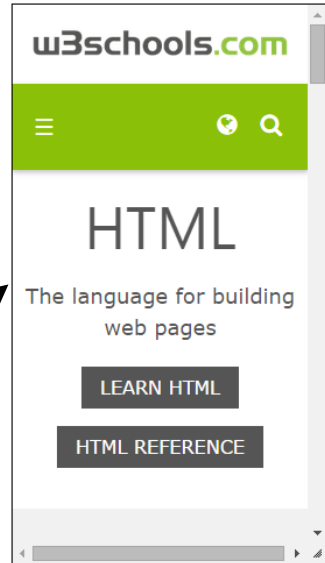 w3schools.com
HTML
The language for building
web pages
LEARN HTML
HTML REFERENCE